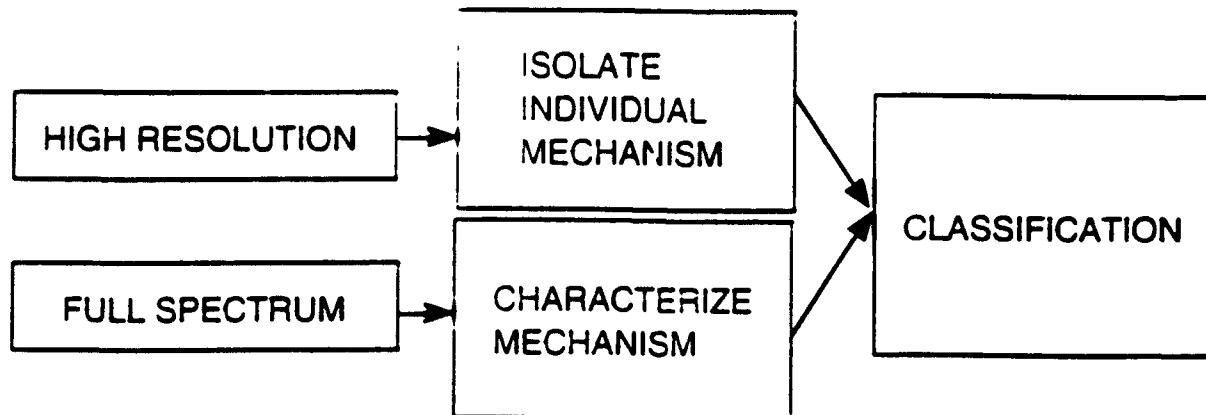 HIGH RESOLUTION
ISOLATE
INDIVIDUAL
MECHANISM
FULL SPECTRUM
CHARACTERIZE
MECHANISM
CLASSIFICATION